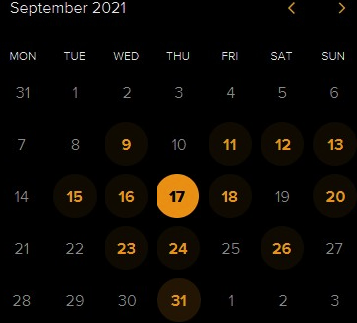 September 2021
MON TUE WED THU FRI SAT SUN
31 1 2 3 4 5 6
7 8 9 10 11 12 13
14 15 16 17 18 19 20
21 22 23 24 25 26 27
28 29 30 31 1 2 3